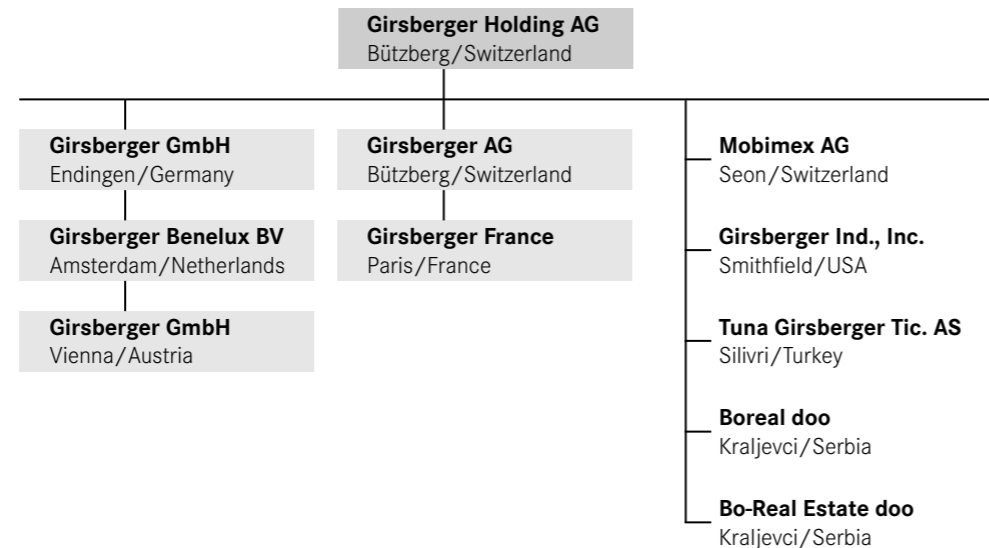 Girsberger Holding AG
Bützberg/Switzerland
Girsberger GmbH
Endingen/Germany
Girsberger Benelux BV
Amsterdam/Netherlands
Girsberger GmbH
Vienna/Austria
Girsberger AG
Bützberg/Switzerland
Girsberger France
Paris/France
Mobimex AG
Seon/Switzerland
Girsberger Ind., Inc.
Smithfield/USA
Tuna Girsberger Tic. AS
Silivri/Turkey
Boreal doo
Kraljevci/Serbia
Bo-Real Estate doo
Kraljevci/Serbia